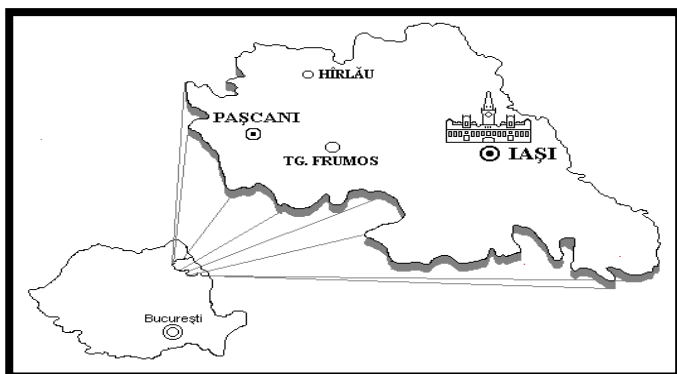 HÎRLĂU
PAŞCANI
TG. FRUMOS
IAŞI
Bucureşti